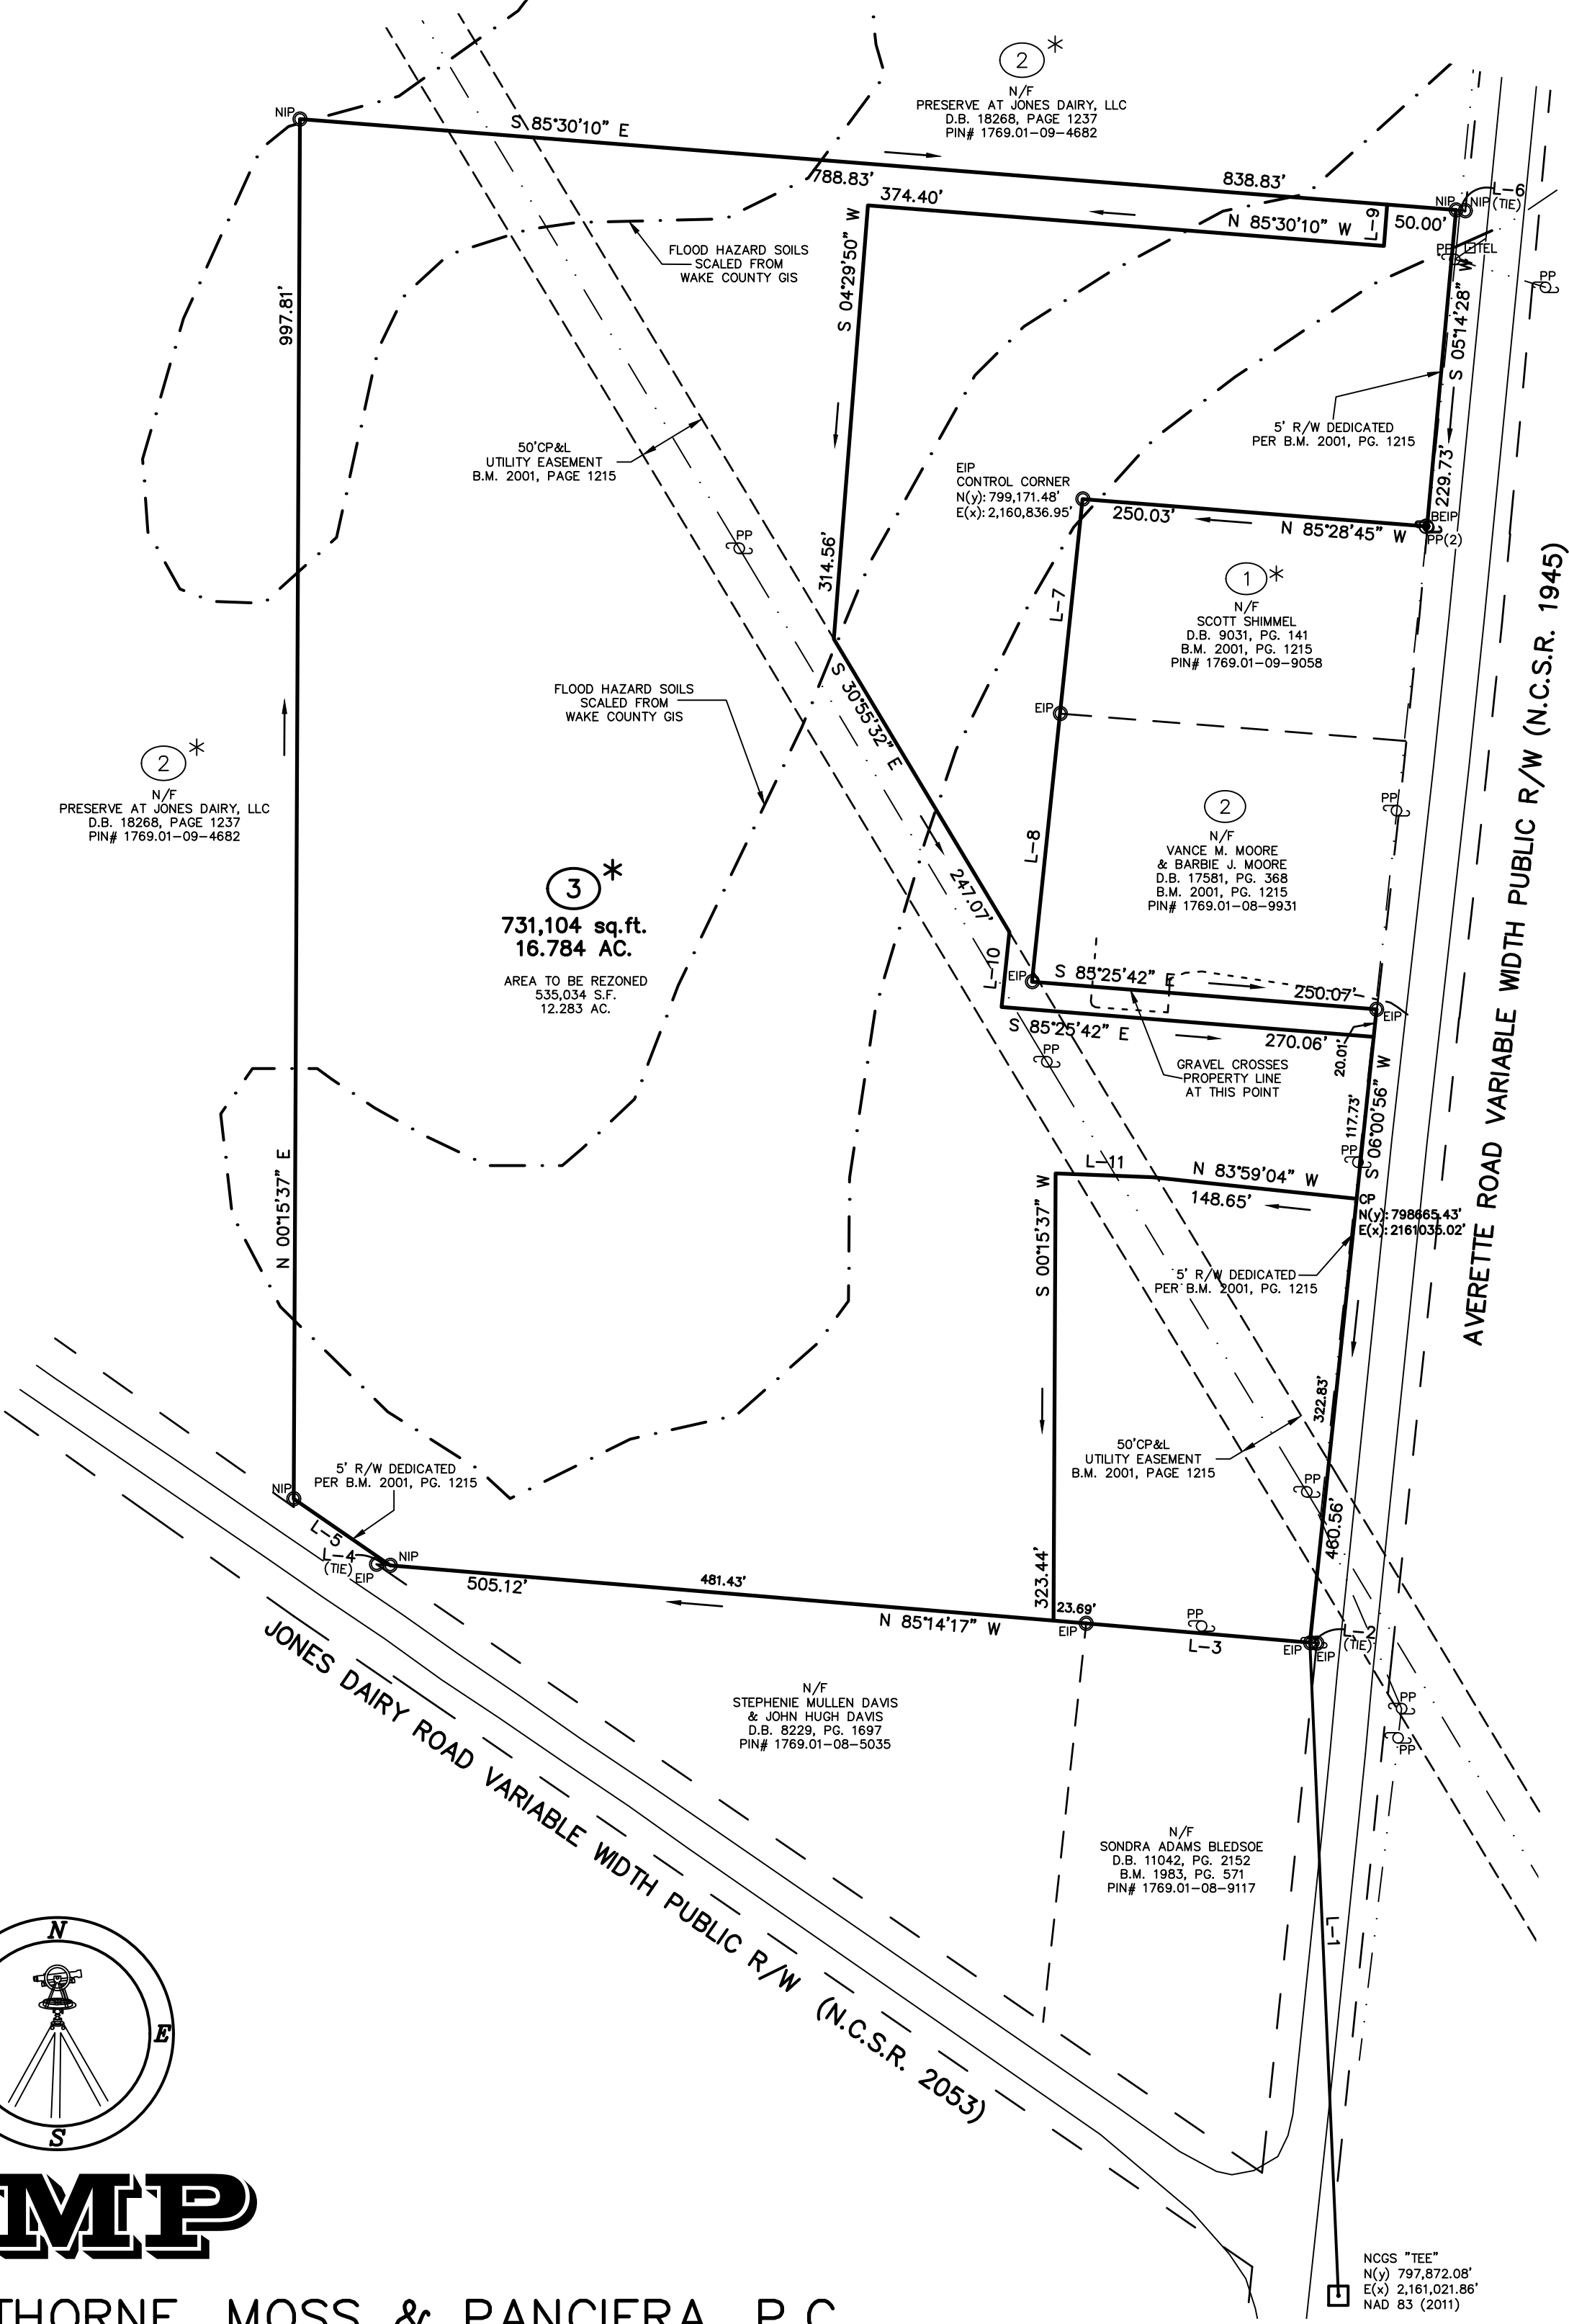 2 *
N/F
PRESERVE AT JONES DAIRY, LLC
D.B. 18268, PAGE 1237
PIN# 1769.01-09-4682
NIP
S 85°30'10" E
788.83'
838.83'
NIP
NIP
L-6
(TIE)
374.40'
N 85°30'10" W
L-9
50.00'
PP
TEL
PP
S 04°29'50" W
314.56'
FLOOD HAZARD SOILS
SCALED FROM
WAKE COUNTY GIS
997.81'
S 05°14'28" W
229.73'
5' R/W DEDICATED
PER B.M. 2001, PG. 1215
50'CP&L
UTILITY EASEMENT
B.M. 2001, PAGE 1215
EIP
CONTROL CORNER
N(y): 799,171.48'
E(x): 2,160,836.95'
250.03'
N 85°28'45" W
BEIP
PP(2)
PP
L-7
1 *
N/F
SCOTT SHIMMEL
D.B. 9031, PG. 141
B.M. 2001, PG. 1215
PIN# 1769.01-09-9058
AVERETTE ROAD VARIABLE WIDTH PUBLIC R/W (N.C.S.R. 1945)
FLOOD HAZARD SOILS
SCALED FROM
WAKE COUNTY GIS
S 30°55'32" E
247.07'
EIP
2 *
N/F
PRESERVE AT JONES DAIRY, LLC
D.B. 18268, PAGE 1237
PIN# 1769.01-09-4682
L-8
PP
2
N/F
VANCE M. MOORE
& BARBIE J. MOORE
D.B. 17581, PG. 368
B.M. 2001, PG. 1215
PIN# 1769.01-08-9931
3 *
731,104 sq.ft.
16.784 AC.
AREA TO BE REZONED
535,034 S.F.
12.283 AC.
L-10
EIP
S 85°25'42" E
250.07'
EIP
S 85°25'42" E
270.06'
20.01'
PP
GRAVEL CROSSES
PROPERTY LINE
AT THIS POINT
117.73'
S 06°00'56" W
PP
L-11
N 83°59'04" W
148.65'
CP
N(y): 798665.43'
E(x): 2161035.02'
N 00°15'37" E
S 00°15'37" W
323.44'
5' R/W DEDICATED
PER B.M. 2001, PG. 1215
322.83'
460.56'
50'CP&L
UTILITY EASEMENT
B.M. 2001, PAGE 1215
PP
NIP
5' R/W DEDICATED
PER B.M. 2001, PG. 1215
L-5
L-4
(TIE)
EIP
NIP
505.12'
481.43'
N 85°14'17" W
23.69'
EIP
PP
L-3
EIP
EIP
L-2
(TIE)
JONES DAIRY ROAD VARIABLE WIDTH PUBLIC R/W (N.C.S.R. 2053)
N/F
STEPHENIE MULLEN DAVIS
& JOHN HUGH DAVIS
D.B. 8229, PG. 1697
PIN# 1769.01-08-5035
PP
PP
N/F
SONDRA ADAMS BLEDSOE
D.B. 11042, PG. 2152
B.M. 1983, PG. 571
PIN# 1769.01-08-9117
L-1
N
E
S
MP
THORNE, MOSS & PANCIERA, P.C.
NCGS "TEE"
N(y) 797,872.08'
E(x) 2,161,021.86'
NAD 83 (2011)